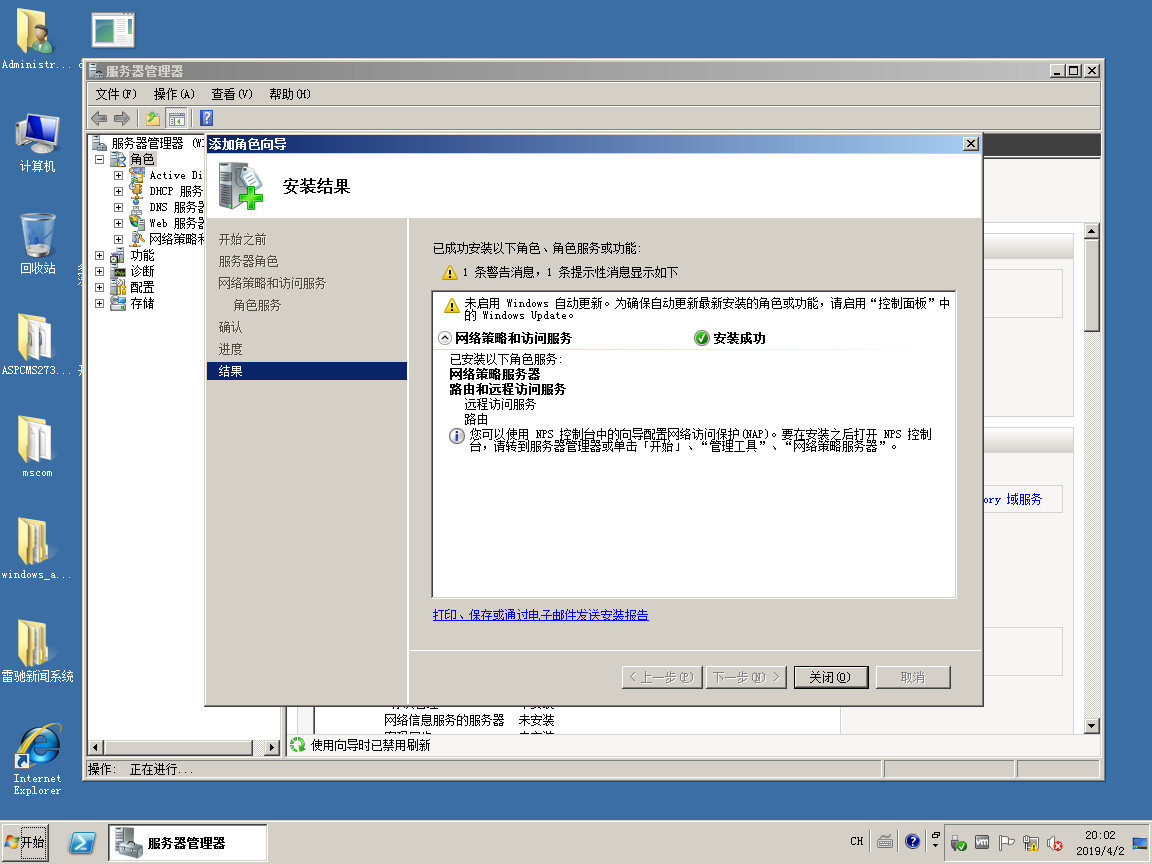 Administr...
计算机
回收站
ASPCMS273...
mscom
windows_a...
雷驰新闻系统
Internet
Explorer
服务器管理器
文件(F) 操作(A) 查看(V) 帮助(H)
服务器管理器 (W
角色
Active Di
DHCP 服务
DNS 服务器
Web 服务器
网络策略和
功能
诊断
配置
存储
添加角色向导
安装结果
开始之前
服务器角色
网络策略和访问服务
角色服务
确认
进度
结果
已成功安装以下角色、角色服务或功能:
1 条警告消息，1 条提示性消息显示如下
未启用 Windows 自动更新。为确保自动更新最新安装的角色或功能，请启用“控制面板”中
的 Windows Update。
网络策略和访问服务 安装成功
已安装以下角色服务:
网络策略服务器
路由和远程访问服务
远程访问服务
路由
您可以使用 NPS 控制台中的向导配置网络访问保护(NAP)。要在安装之后打开 NPS 控制
台，请转到服务器管理器或单击「开始」、“管理工具”、“网络策略服务器”。
打印、保存或通过电子邮件发送安装报告
< 上一步(P) 下一步(N) > 关闭(O) 取消
ory 域服务
网络信息服务的服务器 未安装
使用向导时已禁用刷新
操作: 正在进行...
开始 服务器管理器
CH
20:02
2019/4/2